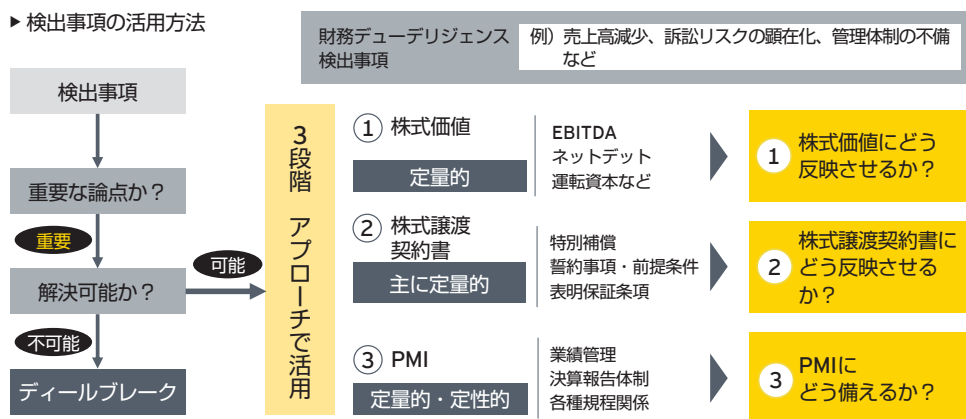 ▶ 検出事項の活用方法
財務デューデリジェンス
検出事項
例）売上高減少、訴訟リスクの顕在化、管理体制の不備
など
検出事項
重要な論点か？
重要
解決可能か？
可能
不可能
ディールブレーク
3段階 アプローチで活用
① 株式価値
定量的
EBITDA
ネットデット
運転資本など
① 株式価値にどう
反映させるか？
② 株式譲渡
契約書
主に定量的
特別補償
誓約事項・前提条件
表明保証条項
② 株式譲渡契約書に
どう反映させる
か？
③ PMI
定量的・定性的
業績管理
決算報告体制
各種規程関係
③ PMIに
どう備えるか？